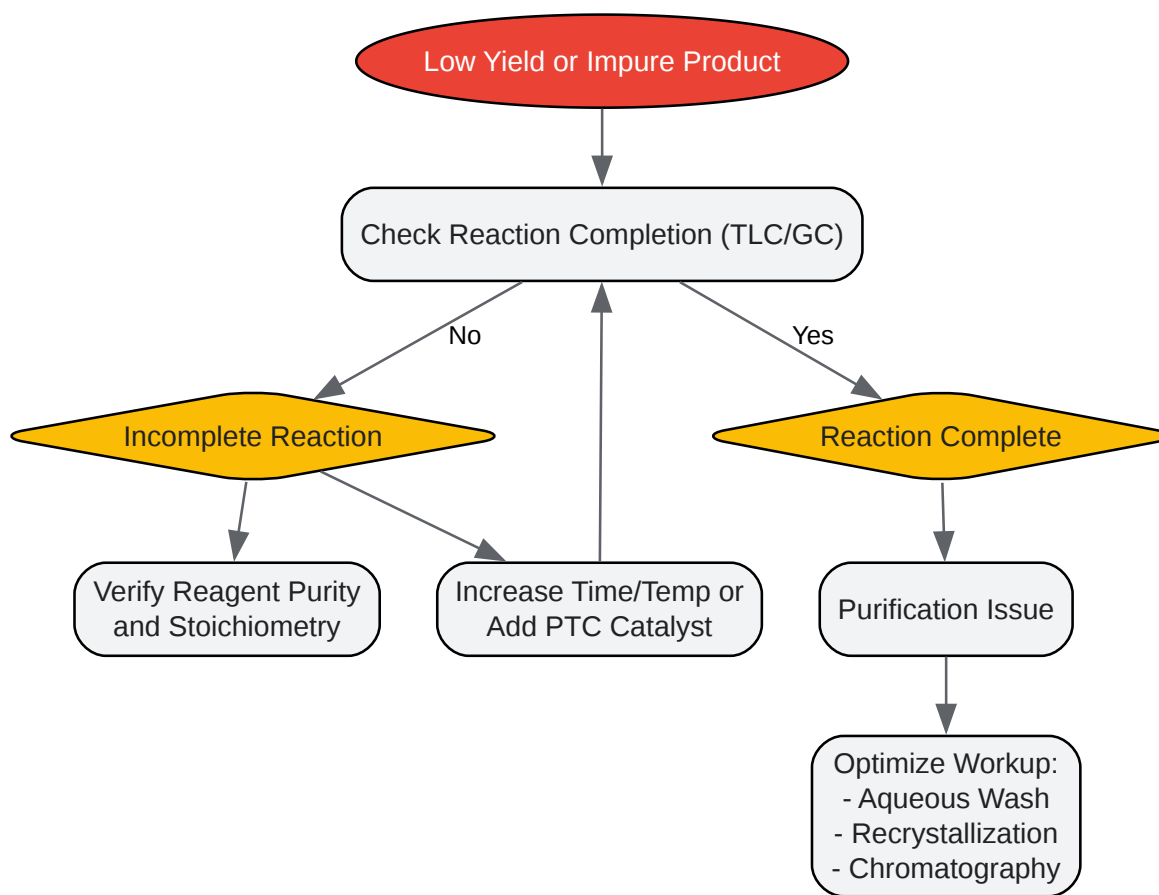 Low Yield or Impure Product
Check Reaction Completion (TLC/GC)
No
Yes
Incomplete Reaction
Reaction Complete
Verify Reagent Purity
and Stoichiometry
Increase Time/Temp or
Add PTC Catalyst
Purification Issue
Optimize Workup:
- Aqueous Wash
- Recrystallization
- Chromatography